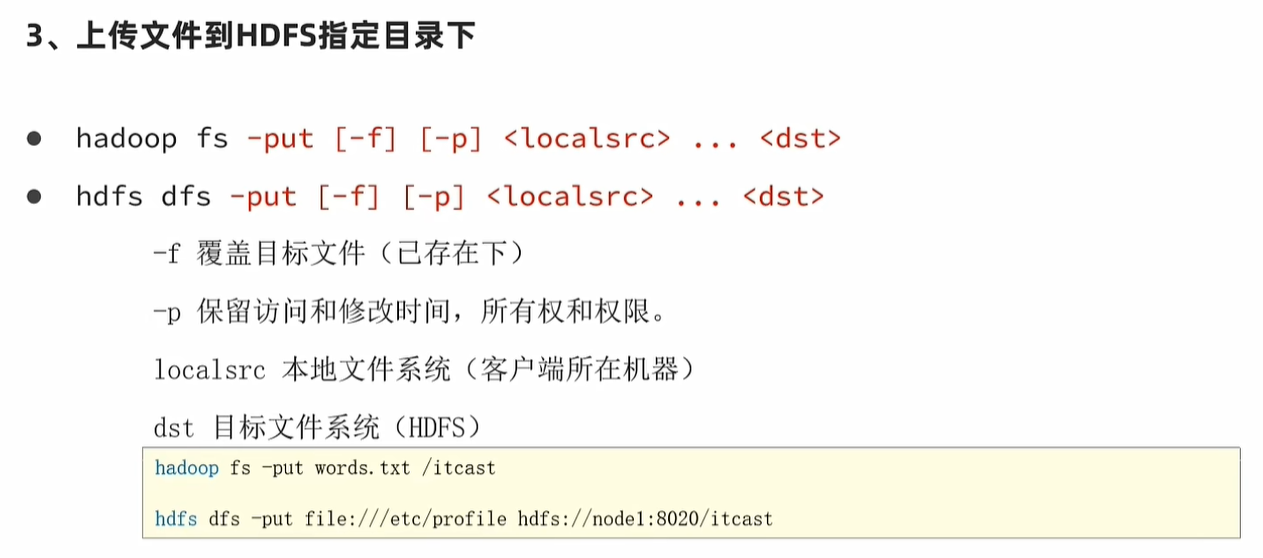 3、上传文件到HDFS指定目录下
● hadoop fs -put [-f] [-p] <localsrc> ... <dst>
● hdfs dfs -put [-f] [-p] <localsrc> ... <dst>
-f 覆盖目标文件（已存在下）
-p 保留访问和修改时间，所有权和权限。
localsrc 本地文件系统（客户端所在机器）
dst 目标文件系统（HDFS）
hadoop fs -put words.txt /itcast
hdfs dfs -put file:///etc/profile hdfs://node1:8020/itcast